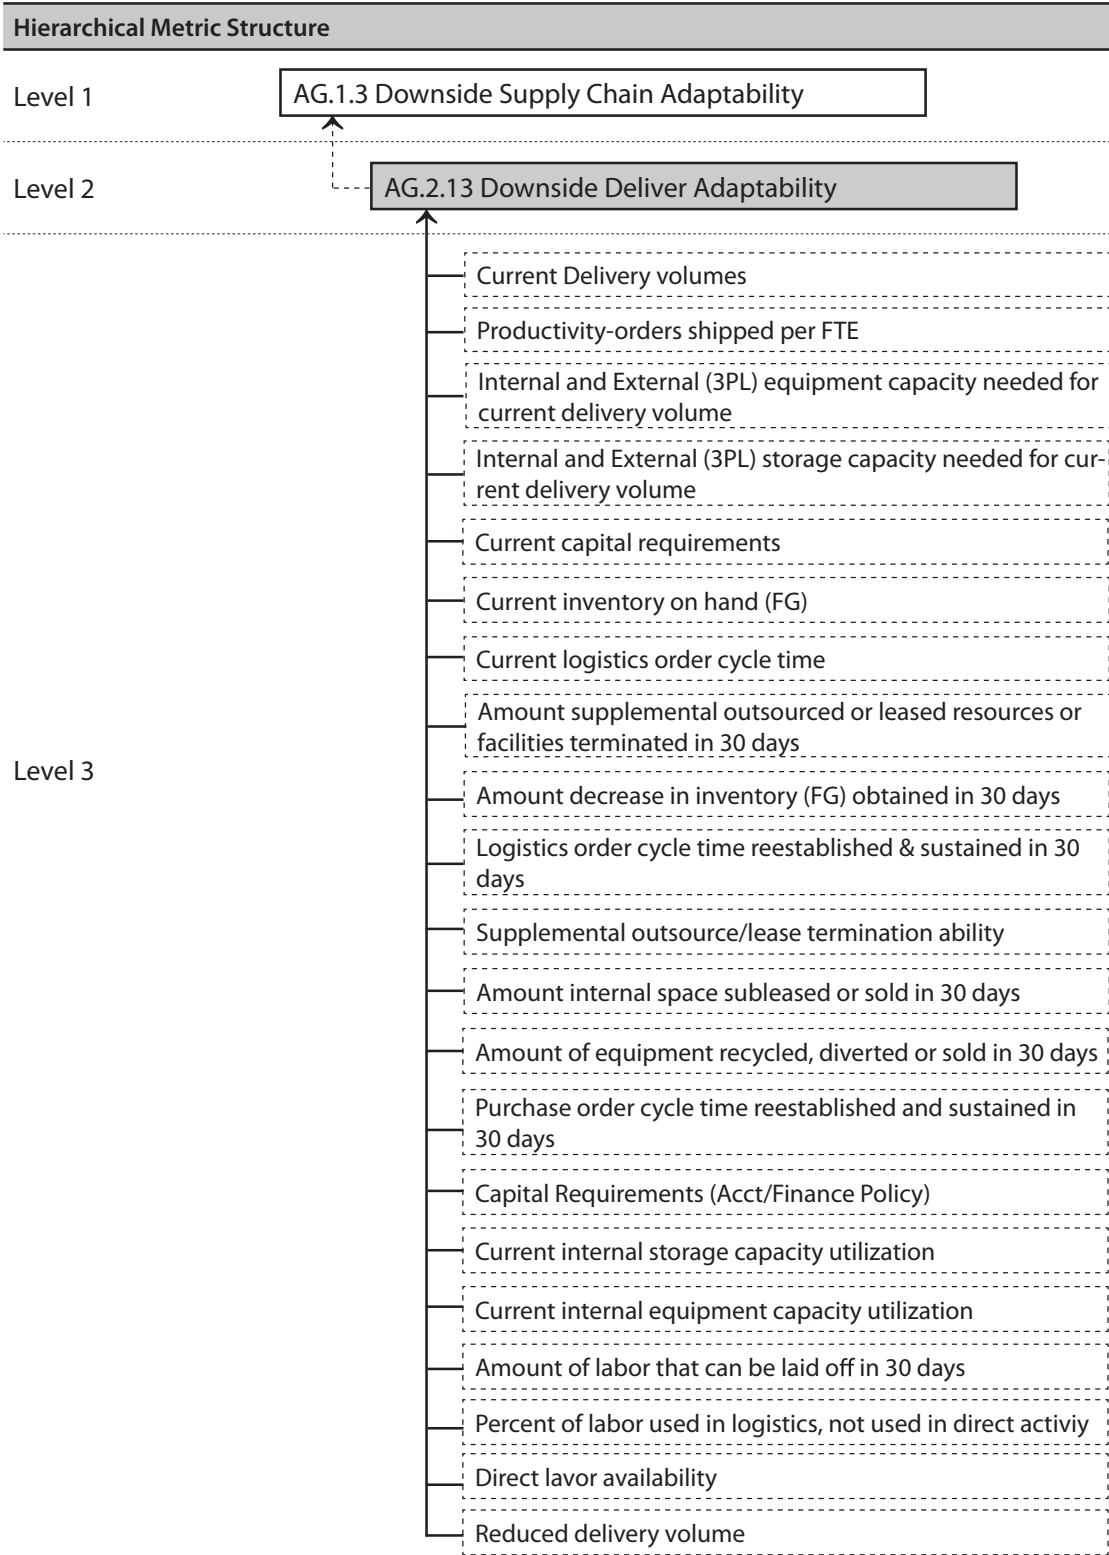 Hierarchical Metric Structure
Level 1
AG.1.3 Downside Supply Chain Adaptability
Level 2
AG.2.13 Downside Deliver Adaptability
Level 3
Current Delivery volumes
Productivity-orders shipped per FTE
Internal and External (3PL) equipment capacity needed for
current delivery volume
Internal and External (3PL) storage capacity needed for cur-
rent delivery volume
Current capital requirements
Current inventory on hand (FG)
Current logistics order cycle time
Amount supplemental outsourced or leased resources or
facilities terminated in 30 days
Amount decrease in inventory (FG) obtained in 30 days
Logistics order cycle time reestablished & sustained in 30
days
Supplemental outsource/lease termination ability
Amount internal space subleased or sold in 30 days
Amount of equipment recycled, diverted or sold in 30 days
Purchase order cycle time reestablished and sustained in
30 days
Capital Requirements (Acct/Finance Policy)
Current internal storage capacity utilization
Current internal equipment capacity utilization
Amount of labor that can be laid off in 30 days
Percent of labor used in logistics, not used in direct activiy
Direct lavor availability
Reduced delivery volume